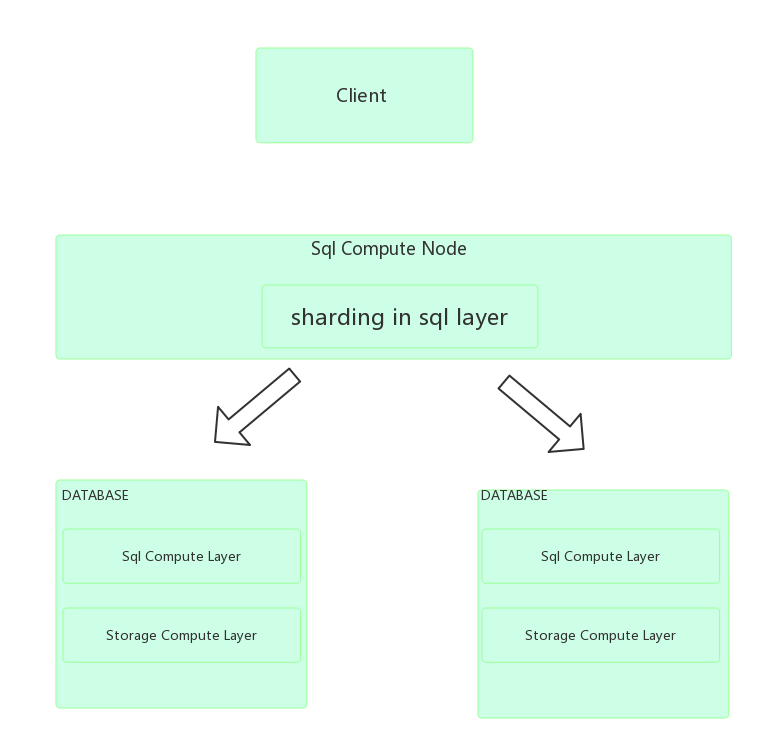 Client
Sql Compute Node
sharding in sql layer
DATABASE
Sql Compute Layer
Storage Compute Layer
DATABASE
Sql Compute Layer
Storage Compute Layer